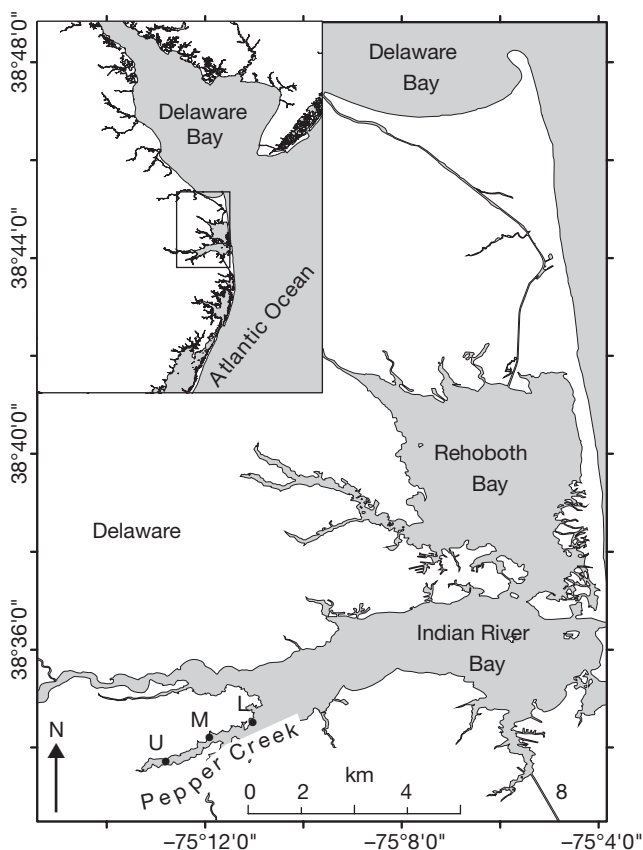 38°48'0"
38°44'0"
38°40'0"
38°36'0"
Delaware
Bay
Atlantic Ocean
Delaware
Bay
Rehoboth
Bay
Delaware
Indian River
Bay
N
U
M
L
Pepper Creek
km
0 2 4 8
−75°12'0" −75°8'0" −75°4'0"